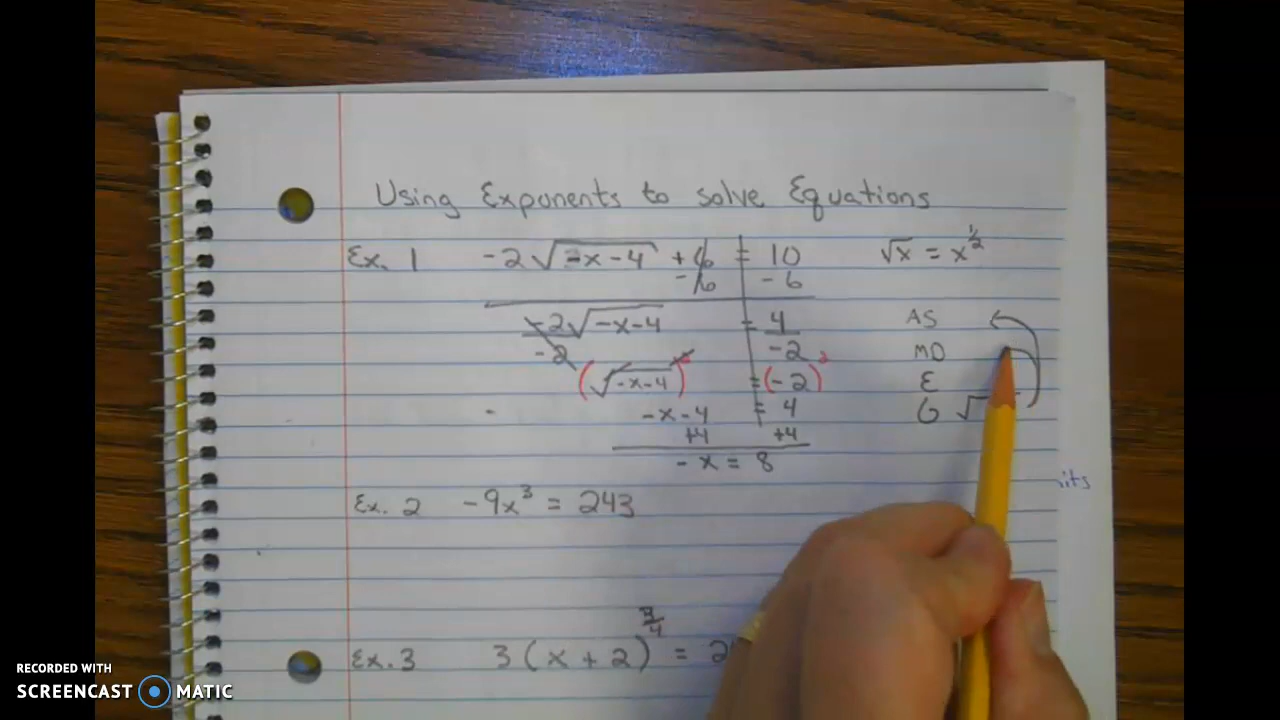 Using Exponents to solve Equations
Ex. 1 -2√(-x-4) + 6 = 10 √x = x^(1/2)
-6 -6
-2√(-x-4) = 4 AS
-2 -2 MD
(√(-x-4))² = (-2)² E
-x-4 = 4 G √
+4 +4
-x = 8
Ex. 2 -9x³ = 243
Ex. 3 3(x+2)^(3/4) =
RECORDED WITH
SCREENCAST MATIC